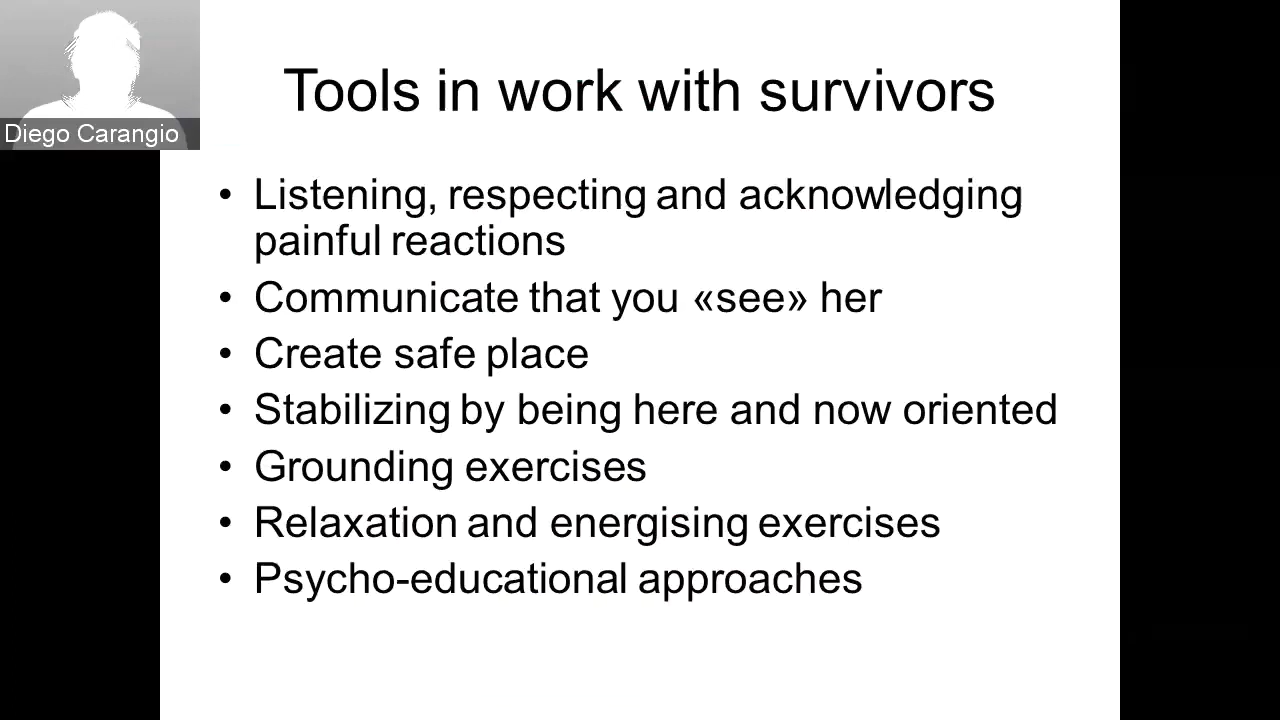 Diego Carangio
Tools in work with survivors
• Listening, respecting and acknowledging
painful reactions
• Communicate that you «see» her
• Create safe place
• Stabilizing by being here and now oriented
• Grounding exercises
• Relaxation and energising exercises
• Psycho-educational approaches